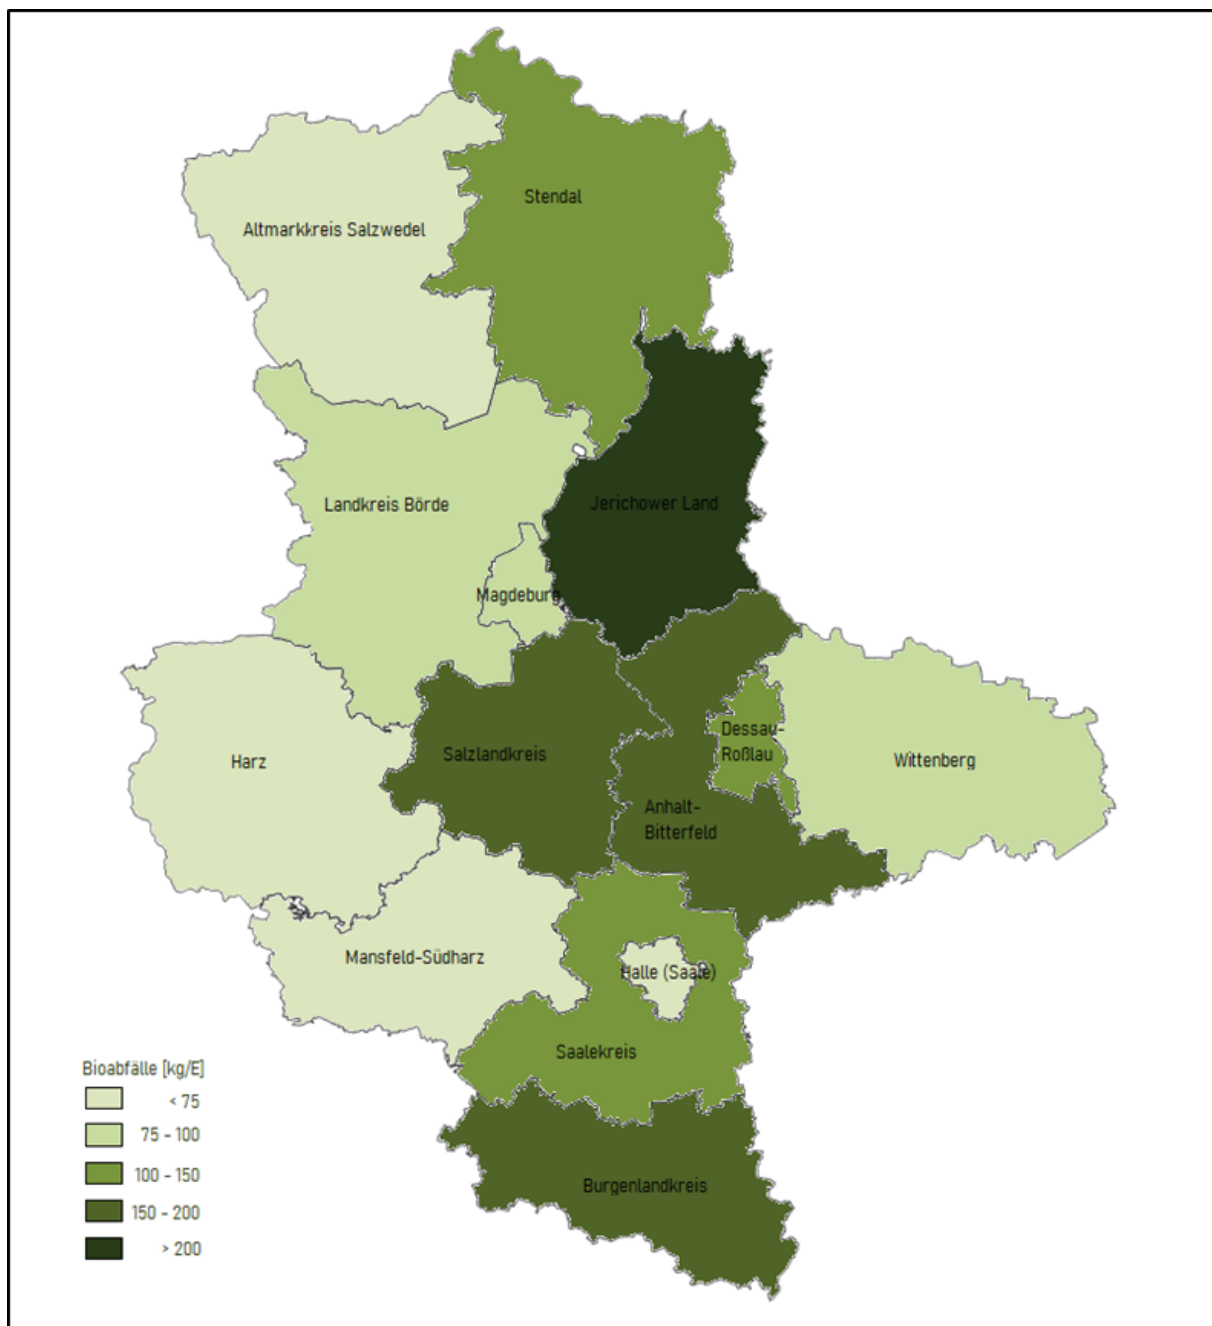 Stendal
Altmarkkreis Salzwedel
Jerichower Land
Landkreis Börde
Magdeburg
Dessau-
Roßlau
Salzlandkreis
Harz
Wittenberg
Anhalt-
Bitterfeld
Mansfeld-Südharz
Halle (Saale)
Saalekreis
Burgenlandkreis
Bioabfälle [kg/E]
< 75
75 - 100
100 - 150
150 - 200
> 200